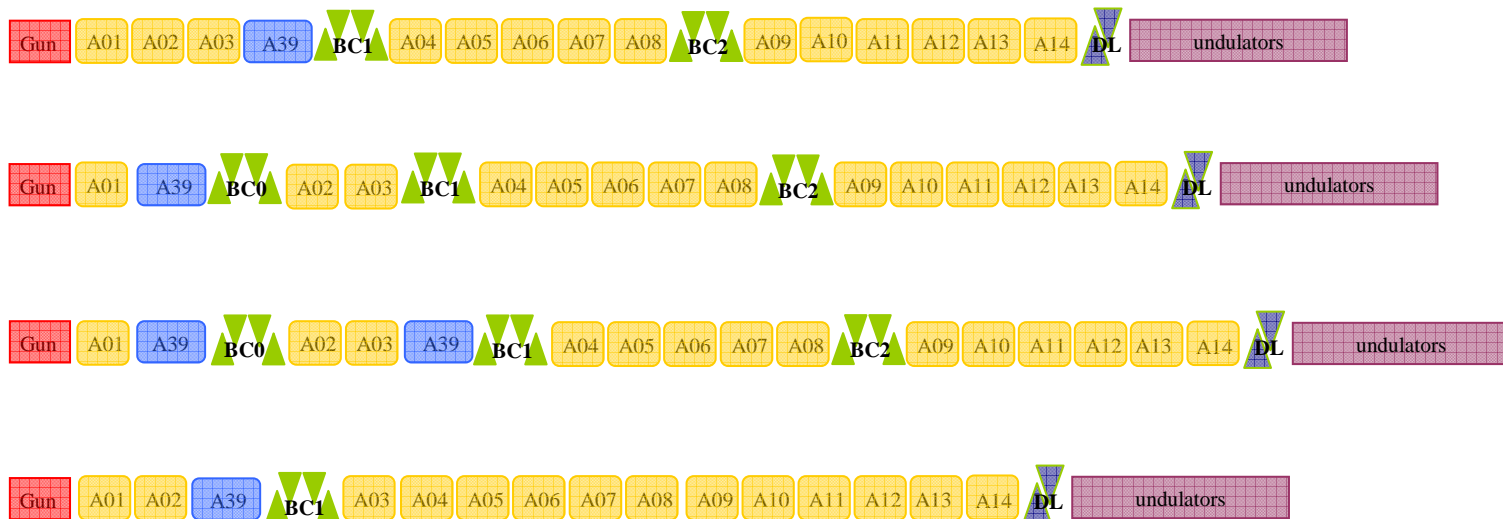 Gun A01 A02 A03 A39 BC1 A04 A05 A06 A07 A08 BC2 A09 A10 A11 A12 A13 A14 DL undulators
Gun A01 A39 BC0 A02 A03 BC1 A04 A05 A06 A07 A08 BC2 A09 A10 A11 A12 A13 A14 DL undulators
Gun A01 A39 BC0 A02 A03 A39 BC1 A04 A05 A06 A07 A08 BC2 A09 A10 A11 A12 A13 A14 DL undulators
Gun A01 A02 A39 BC1 A03 A04 A05 A06 A07 A08 A09 A10 A11 A12 A13 A14 DL undulators